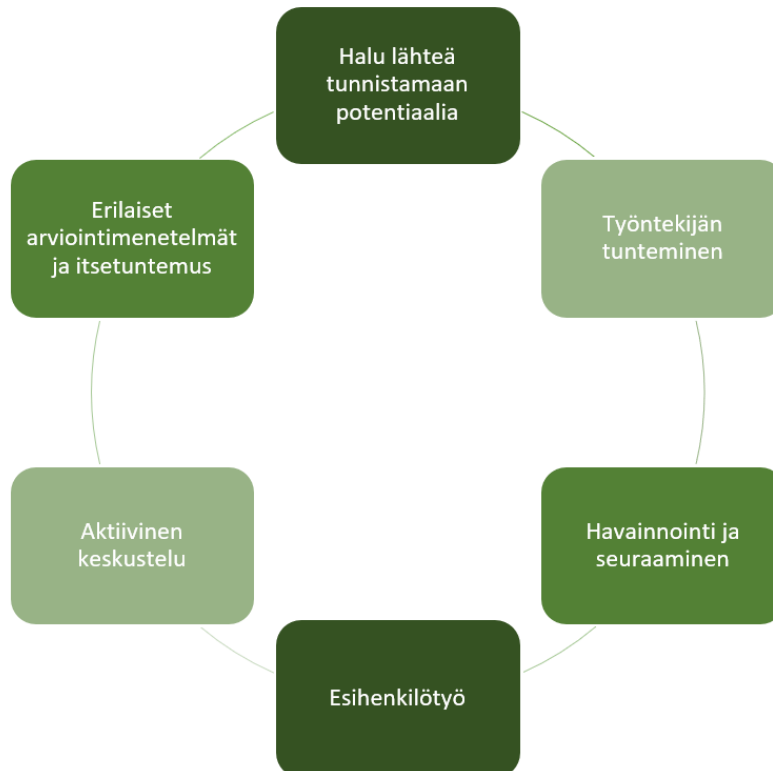 Halu lähteä
tunnistamaan
potentiaalia
Työntekijän
tunteminen
Havainnointi ja
seuraaminen
Esihenkilötyö
Aktiivinen
keskustelu
Erilaiset
arviointimenetelmät
ja itsetuntemus